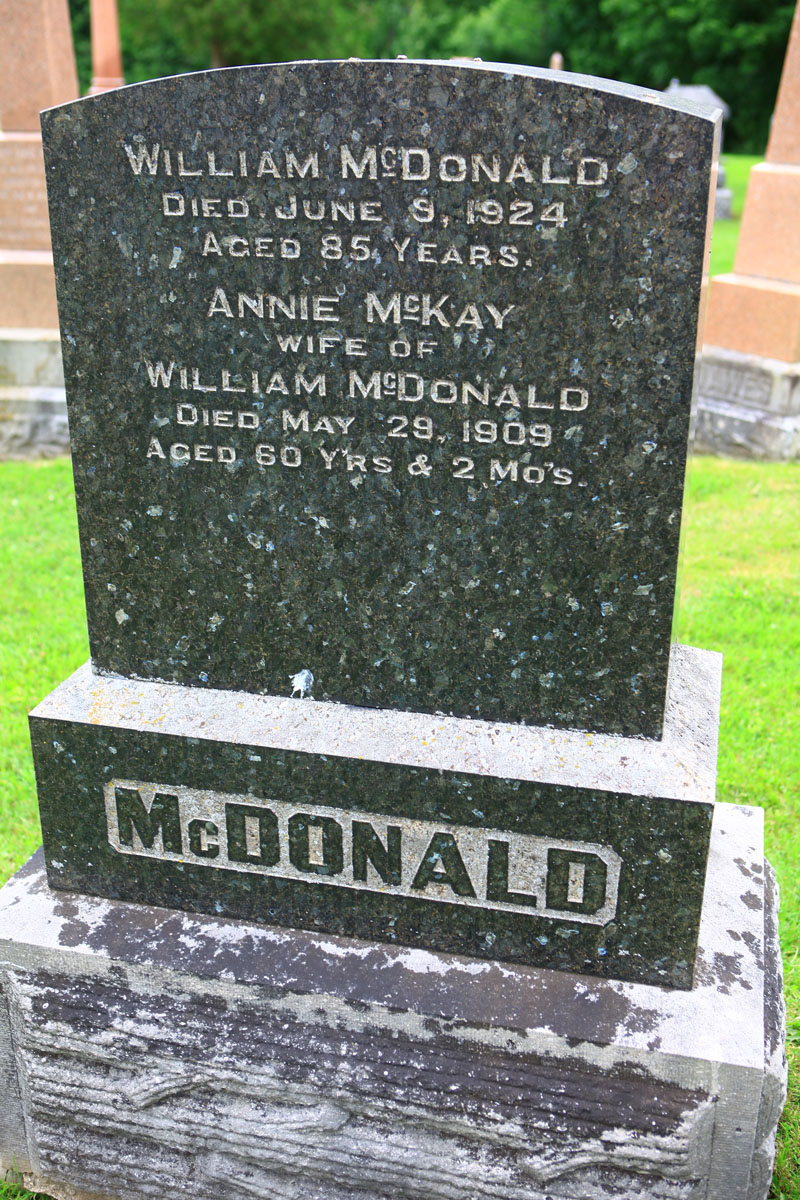 WILLIAM McDONALD
DIED JUNE 9, 1924
AGED 85 YEARS.
ANNIE McKAY
WIFE OF
WILLIAM McDONALD
DIED MAY 29, 1909
AGED 60 Y'RS & 2 MO'S.
McDONALD